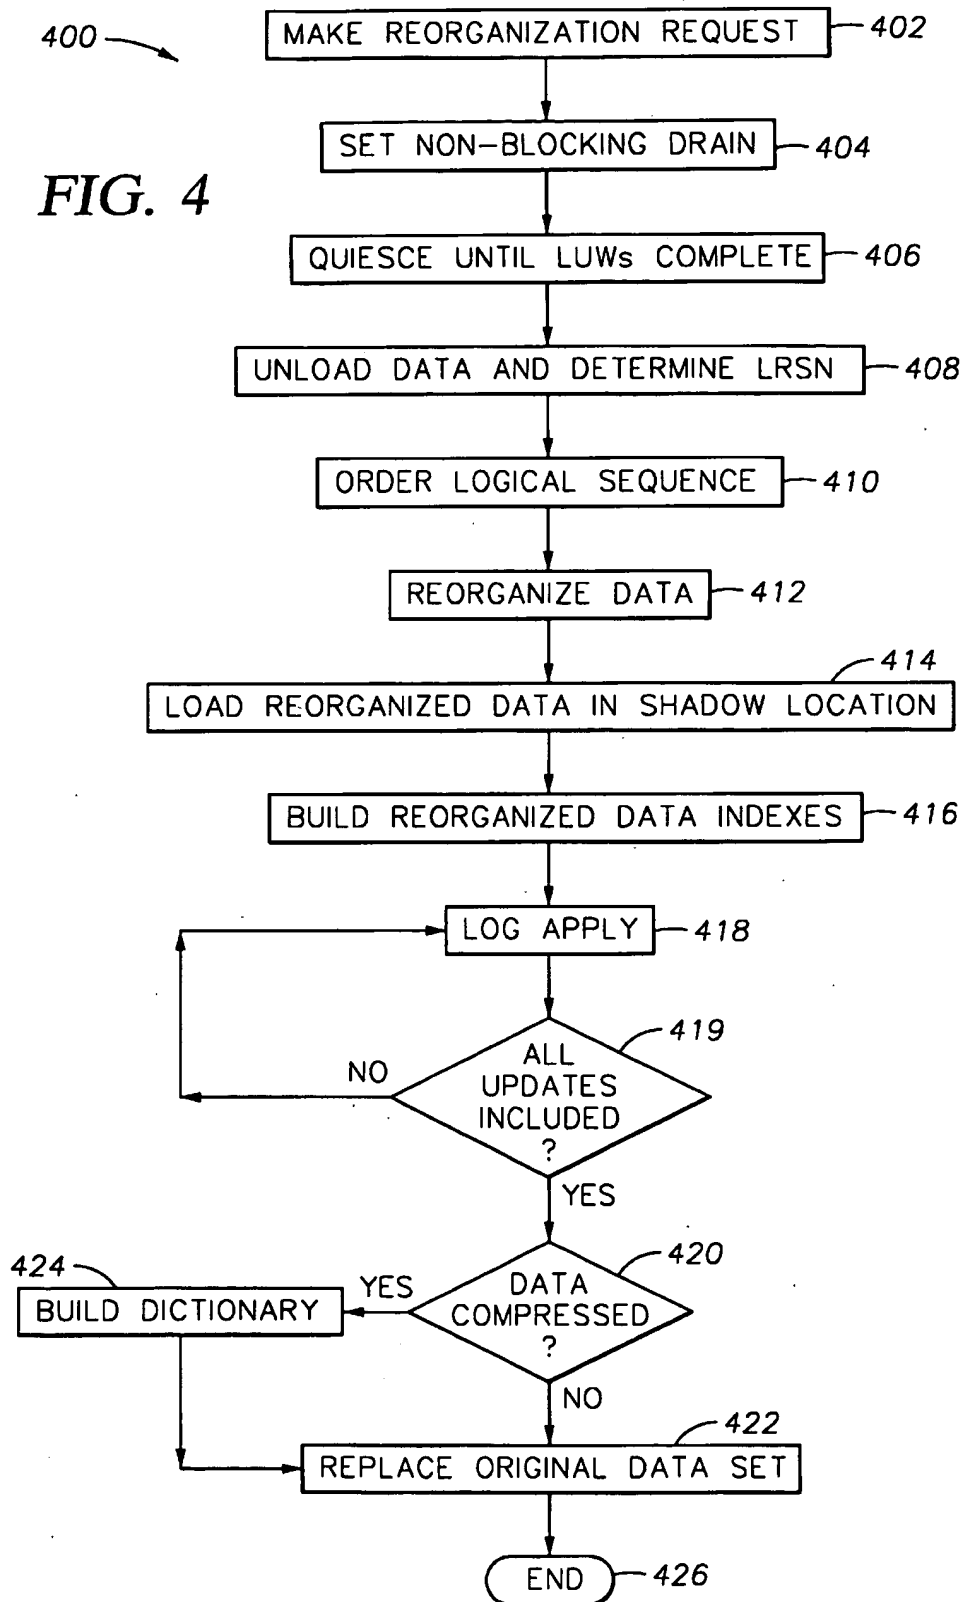 400
MAKE REORGANIZATION REQUEST
402
FIG. 4
SET NON-BLOCKING DRAIN
404
QUIESCE UNTIL LUWs COMPLETE
406
UNLOAD DATA AND DETERMINE LRSN
408
ORDER LOGICAL SEQUENCE
410
REORGANIZE DATA
412
414
LOAD REORGANIZED DATA IN SHADOW LOCATION
BUILD REORGANIZED DATA INDEXES
416
LOG APPLY
418
419
ALL
UPDATES
INCLUDED
?
NO
YES
420
DATA
COMPRESSED
?
YES
424
BUILD DICTIONARY
NO
422
REPLACE ORIGINAL DATA SET
END
426